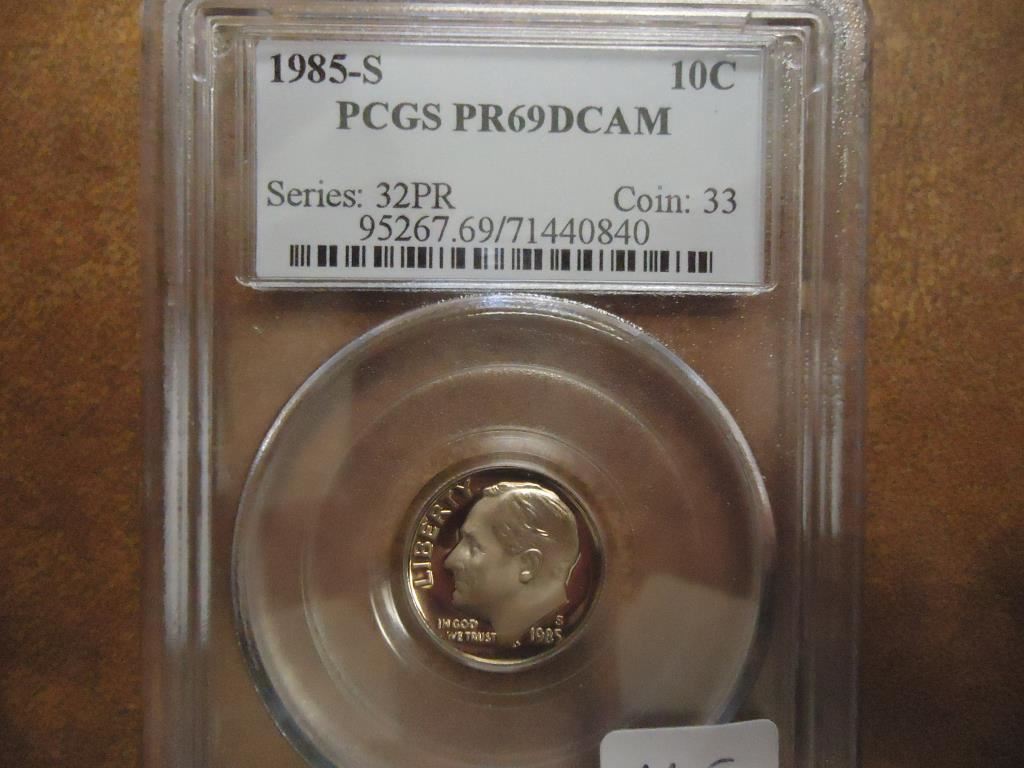 1985-S 10C
PCGS PR69DCAM
Series: 32PR Coin: 33
95267.69/71440840
LIBERTY
IN GOD
WE TRUST
S
1985